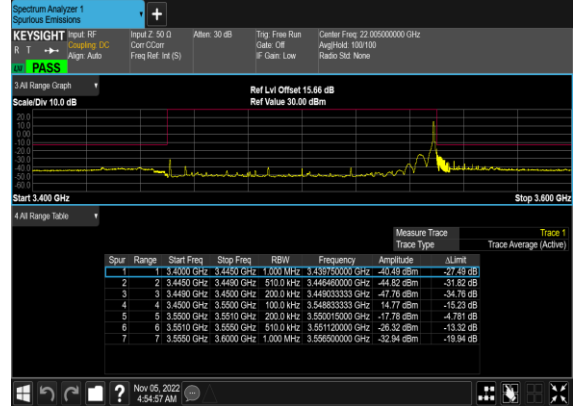 Spectrum Analyzer 1
Spurious Emissions
+
KEYSIGHT Input: RF Input Z: 50 Ω Atten: 30 dB Trig: Free Run Center Freq: 22.005000000 GHz
R T Coupling: DC Corr CCorr Gate: Off Avg|Hold: 100/100
Align: Auto Freq Ref: Int (S) IF Gain: Low Radio Std: None
PASS
3 All Range Graph
Ref Lvl Offset 15.66 dB
Scale/Div 10.0 dB Ref Value 30.00 dBm
20.0
10.0
0.00
-10.0
-20.0
-30.0
-40.0
-50.0
-60.0
Start 3.400 GHz Stop 3.600 GHz
4 All Range Table
Measure Trace Trace 1
Trace Type Trace Average (Active)
Spur Range Start Freq Stop Freq RBW Frequency Amplitude ΔLimit
1 1 3.4000 GHz 3.4450 GHz 1.000 MHz 3.439750000 GHz -40.49 dBm -27.49 dB
2 2 3.4450 GHz 3.4490 GHz 510.0 kHz 3.446460000 GHz -44.82 dBm -31.82 dB
3 3 3.4490 GHz 3.4500 GHz 200.0 kHz 3.449033333 GHz -47.76 dBm -34.76 dB
4 4 3.4500 GHz 3.5500 GHz 100.0 kHz 3.548833333 GHz 14.77 dBm -15.23 dB
5 5 3.5500 GHz 3.5510 GHz 200.0 kHz 3.550015000 GHz -17.78 dBm -4.781 dB
6 6 3.5510 GHz 3.5550 GHz 510.0 kHz 3.551120000 GHz -26.32 dBm -13.32 dB
7 7 3.5550 GHz 3.6000 GHz 1.000 MHz 3.556500000 GHz -32.94 dBm -19.94 dB
? Nov 05, 2022
4:54:57 AM